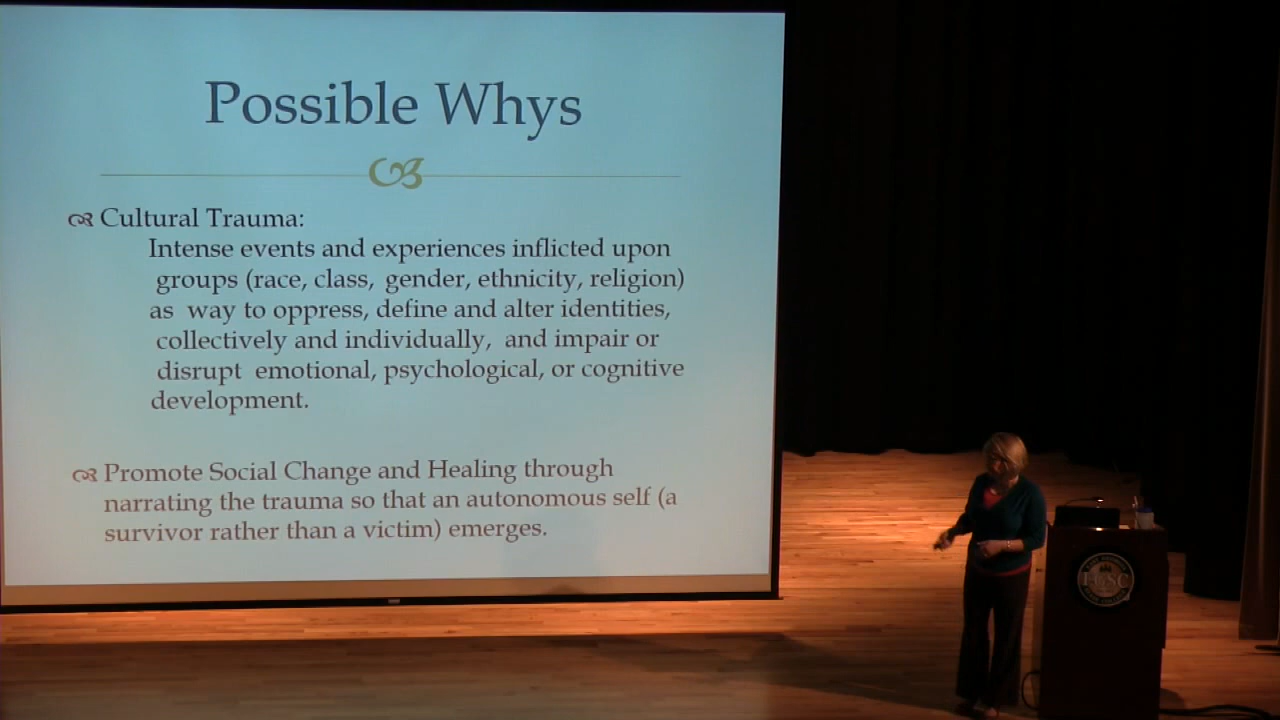 Possible Whys
Cultural Trauma:
Intense events and experiences inflicted upon
groups (race, class, gender, ethnicity, religion)
as way to oppress, define and alter identities,
collectively and individually, and impair or
disrupt emotional, psychological, or cognitive
development.
Promote Social Change and Healing through
narrating the trauma so that an autonomous self (a
survivor rather than a victim) emerges.